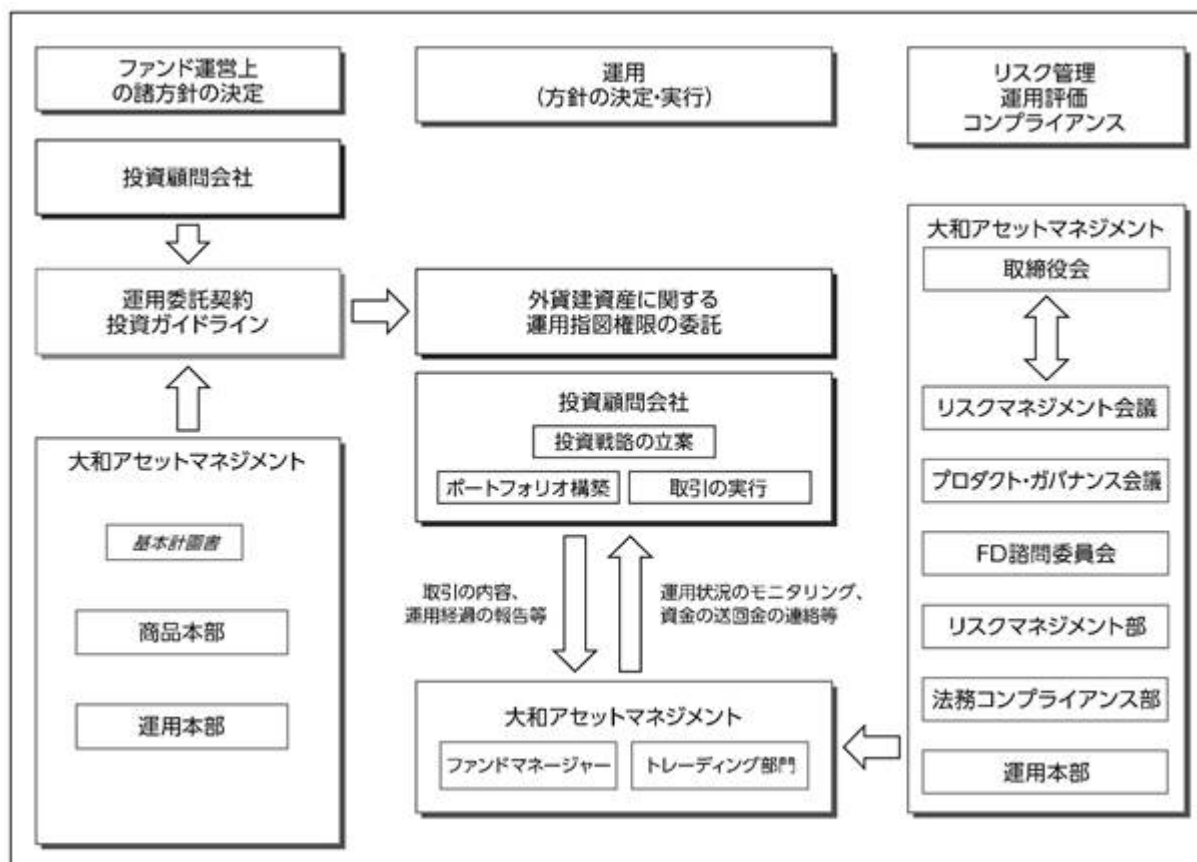 ファンド運営上
の諸方針の決定
投資顧問会社
運用委託契約
投資ガイドライン
大和アセットマネジメント
基本計画書
商品本部
運用本部
運用
(方針の決定・実行)
外貨建資産に関する
運用指図権限の委託
投資顧問会社
投資戦略の立案
ポートフォリオ構築
取引の実行
取引の内容、
運用経過の報告等
運用状況のモニタリング、
資金の送回金の連絡等
大和アセットマネジメント
ファンドマネージャー
トレーディング部門
リスク管理
運用評価
コンプライアンス
大和アセットマネジメント
取締役会
リスクマネジメント会議
プロダクト・ガバナンス会議
FD諮問委員会
リスクマネジメント部
法務コンプライアンス部
運用本部